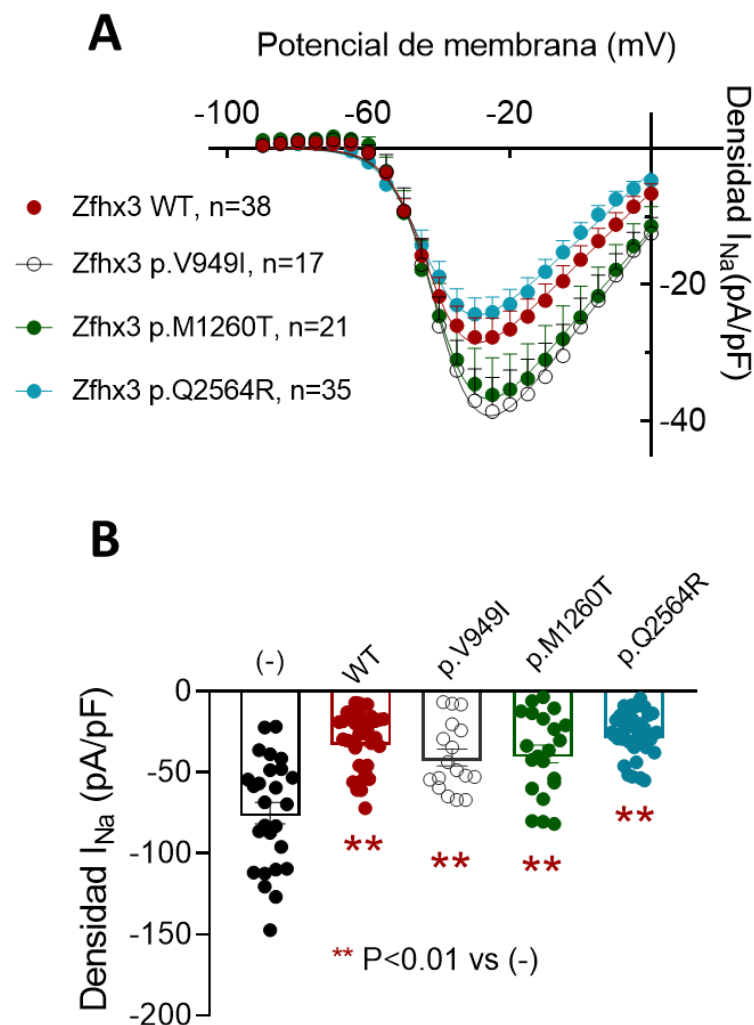 A
Potencial de membrana (mV)
-100 -60 -20
Densidad I_Na (pA/pF)
-20
-40
Zfhx3 WT, n=38
Zfhx3 p.V949I, n=17
Zfhx3 p.M1260T, n=21
Zfhx3 p.Q2564R, n=35
B
(-) WT p.V949I p.M1260T p.Q2564R
Densidad I_Na (pA/pF)
0
-50
-100
-150
-200
** ** ** **
** P<0.01 vs (-)